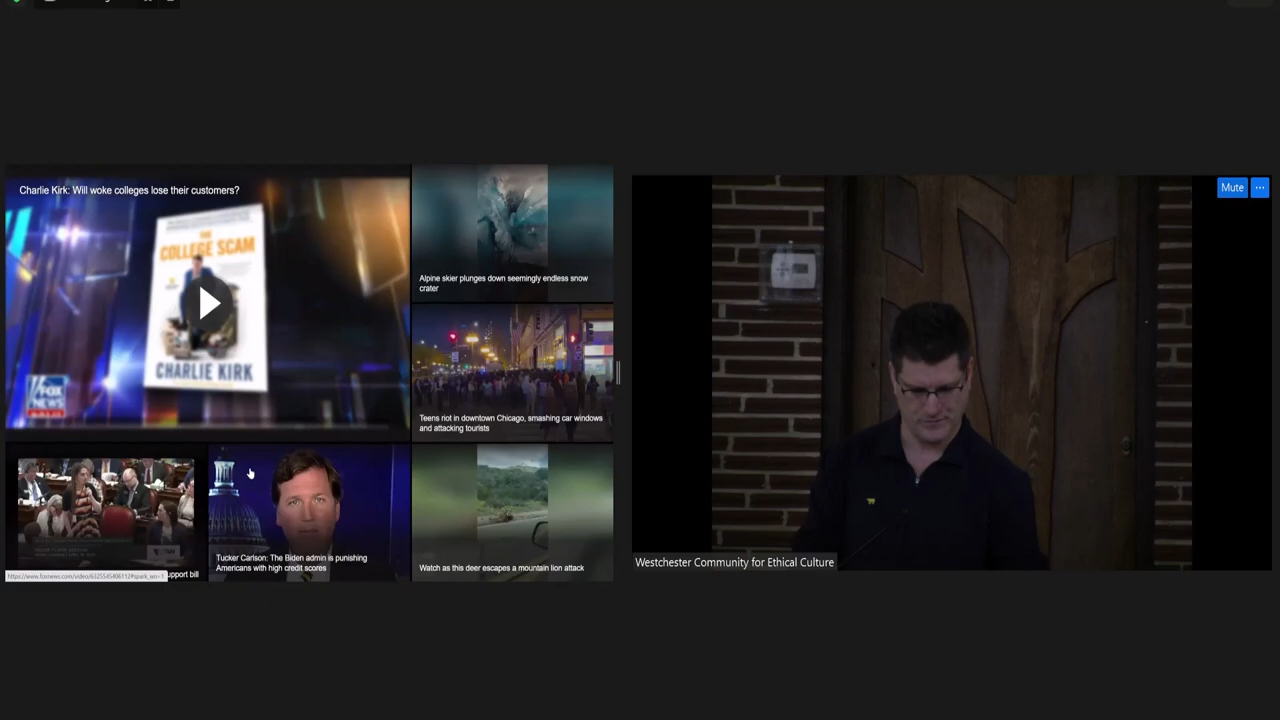 Charlie Kirk: Will woke colleges lose their customers?
THE
COLLEGE SCAM
CHARLIE KIRK
FOX
NEWS
Alpine skier plunges down seemingly endless snow
crater
Teens riot in downtown Chicago, smashing car windows
and attacking tourists
Tucker Carlson: The Biden admin is punishing
Americans with high credit scores
Watch as this deer escapes a mountain lion attack
upport bill
Mute
...
Westchester Community for Ethical Culture